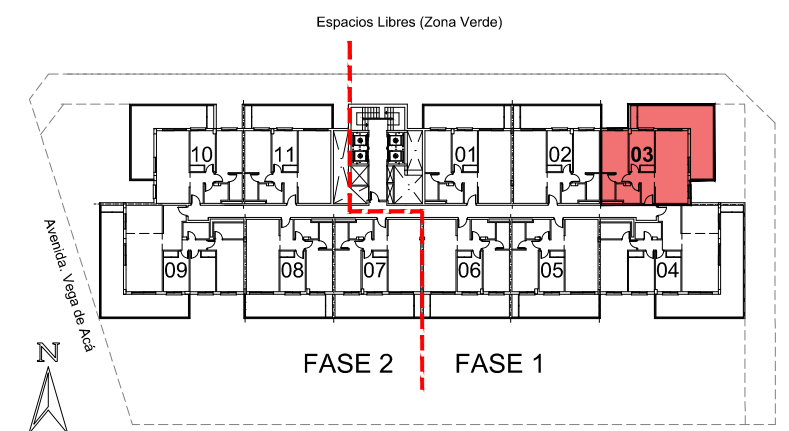 Espacios Libres (Zona Verde)
10
11
01
02
03
09
08
07
06
05
04
Avenida. Vega de Acá
N
FASE 2
FASE 1